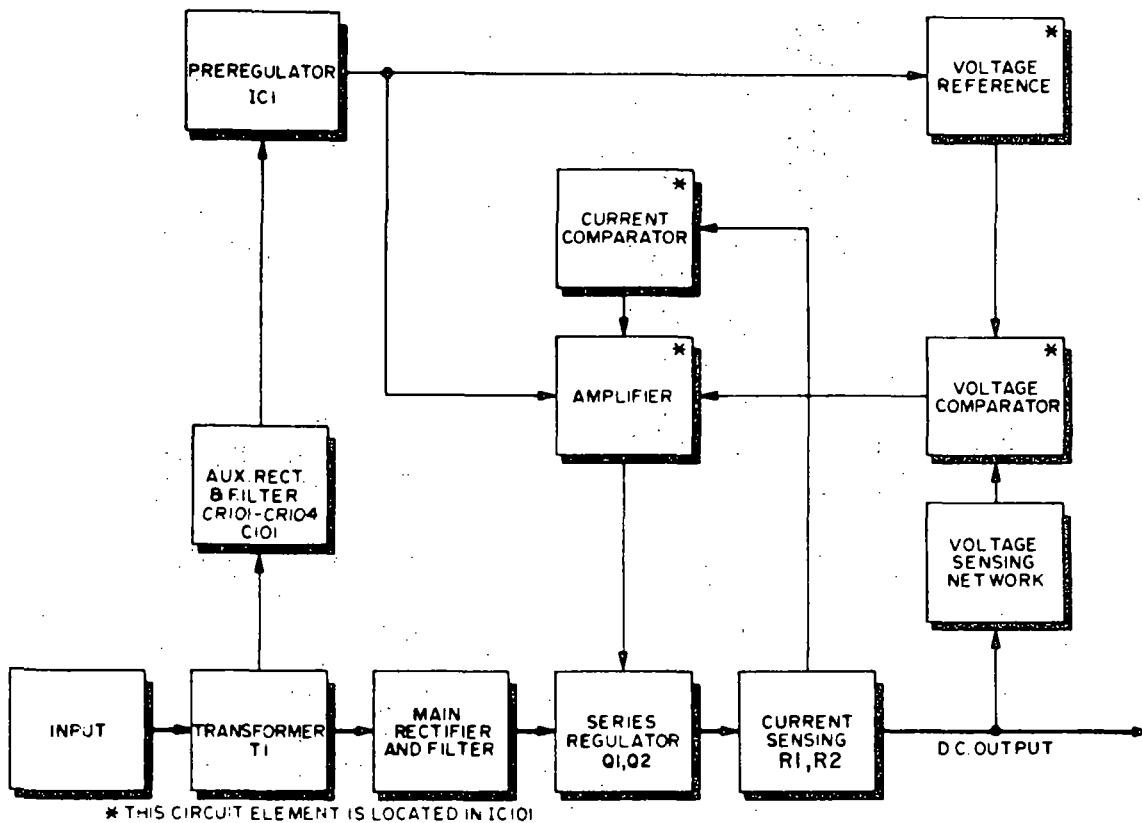 PREREGULATOR
IC1
*
VOLTAGE
REFERENCE
*
CURRENT
COMPARATOR
*
AMPLIFIER
*
VOLTAGE
COMPARATOR
AUX. RECT.
& FILTER
CR101-CR104
C101
VOLTAGE
SENSING
NETWORK
INPUT
TRANSFORMER
T1
MAIN
RECTIFIER
AND FILTER
SERIES
REGULATOR
Q1,Q2
CURRENT
SENSING
R1,R2
D.C. OUTPUT
* THIS CIRCUIT ELEMENT IS LOCATED IN IC101